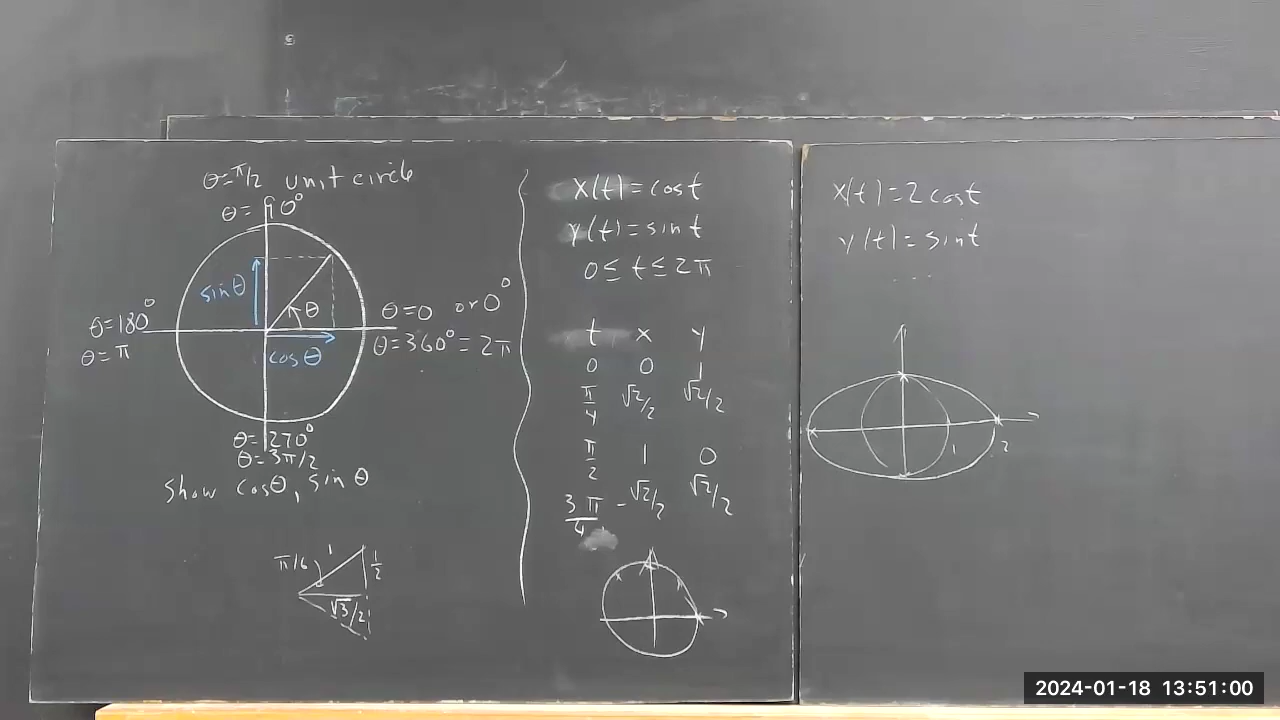 θ=π/2 unit circle
θ=90°
sinθ
θ
cosθ
θ=0 or 0°
θ=360°=2π
θ=180°
θ=π
θ=270°
θ=3π/2
show cosθ, sinθ
π/6
1
1/2
√3/2
x(t)=cost
y(t)=sint
0≤t≤2π
t x y
0 0 1
π/4 √2/2 √2/2
π/2 1 0
3π/4 -√2/2 √2/2
x(t)=2cost
y(t)=sint
...
1 2
2024-01-18 13:51:00